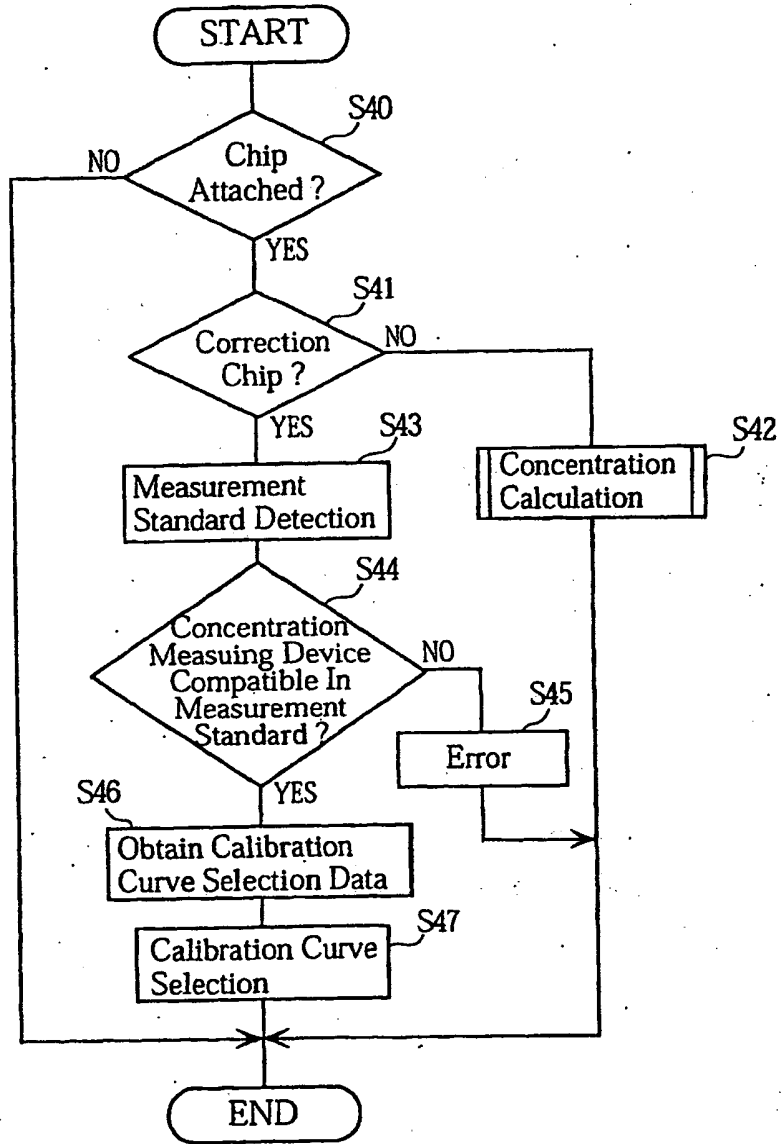 START
S40
Chip
Attached ?
NO
YES
S41
Correction
Chip ?
NO
YES
S43
Measurement
Standard Detection
S42
Concentration
Calculation
S44
Concentration
Measuing Device
Compatible In
Measurement
Standard ?
NO
YES
S45
Error
S46
Obtain Calibration
Curve Selection Data
S47
Calibration Curve
Selection
END